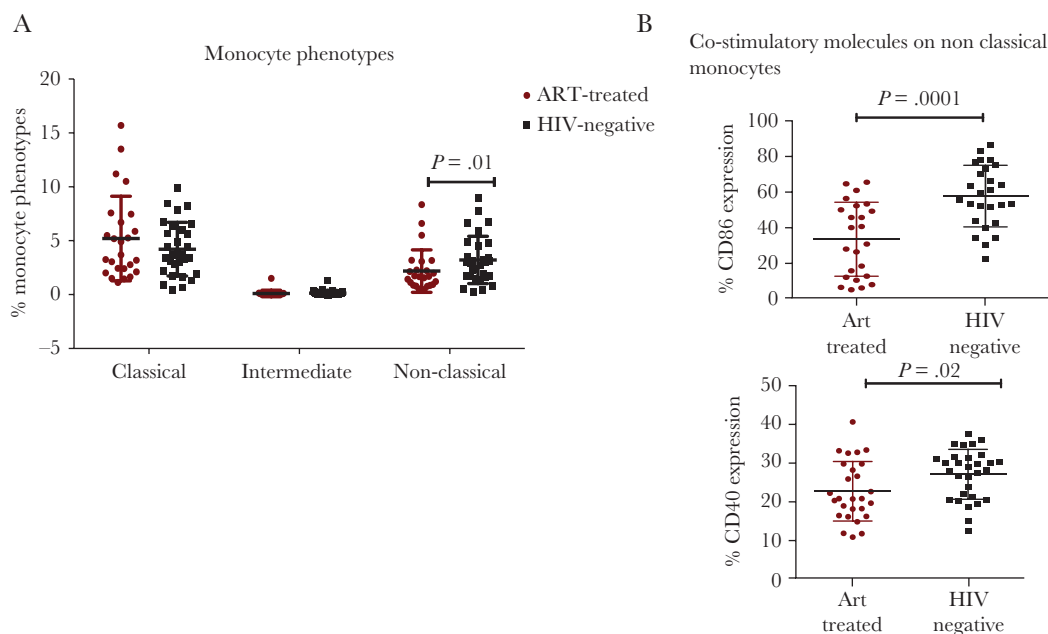 A
Monocyte phenotypes
20
15
10
5
0
–5
% monocyte phenotypes
ART-treated
HIV-negative
P = .01
Classical
Intermediate
Non-classical
B
Co-stimulatory molecules on non classical
monocytes
P = .0001
100
80
60
40
20
0
% CD86 expression
Art
treated
HIV
negative
P = .02
50
40
30
20
10
0
% CD40 expression
Art
treated
HIV
negative